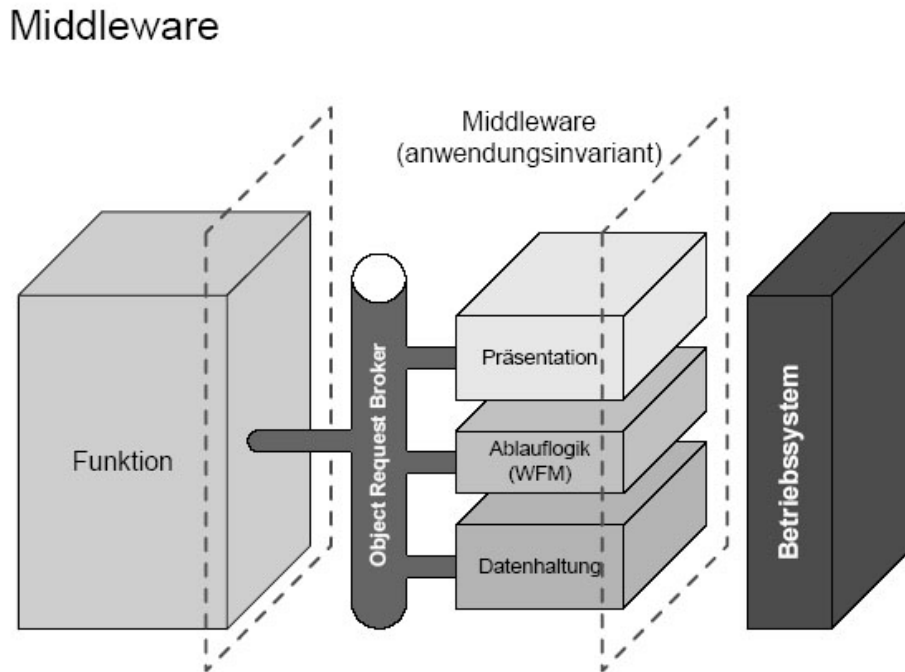 Middleware
Middleware
(anwendungsinvariant)
Funktion
Object Request Broker
Präsentation
Ablauflogik
(WFM)
Datenhaltung
Betriebssystem